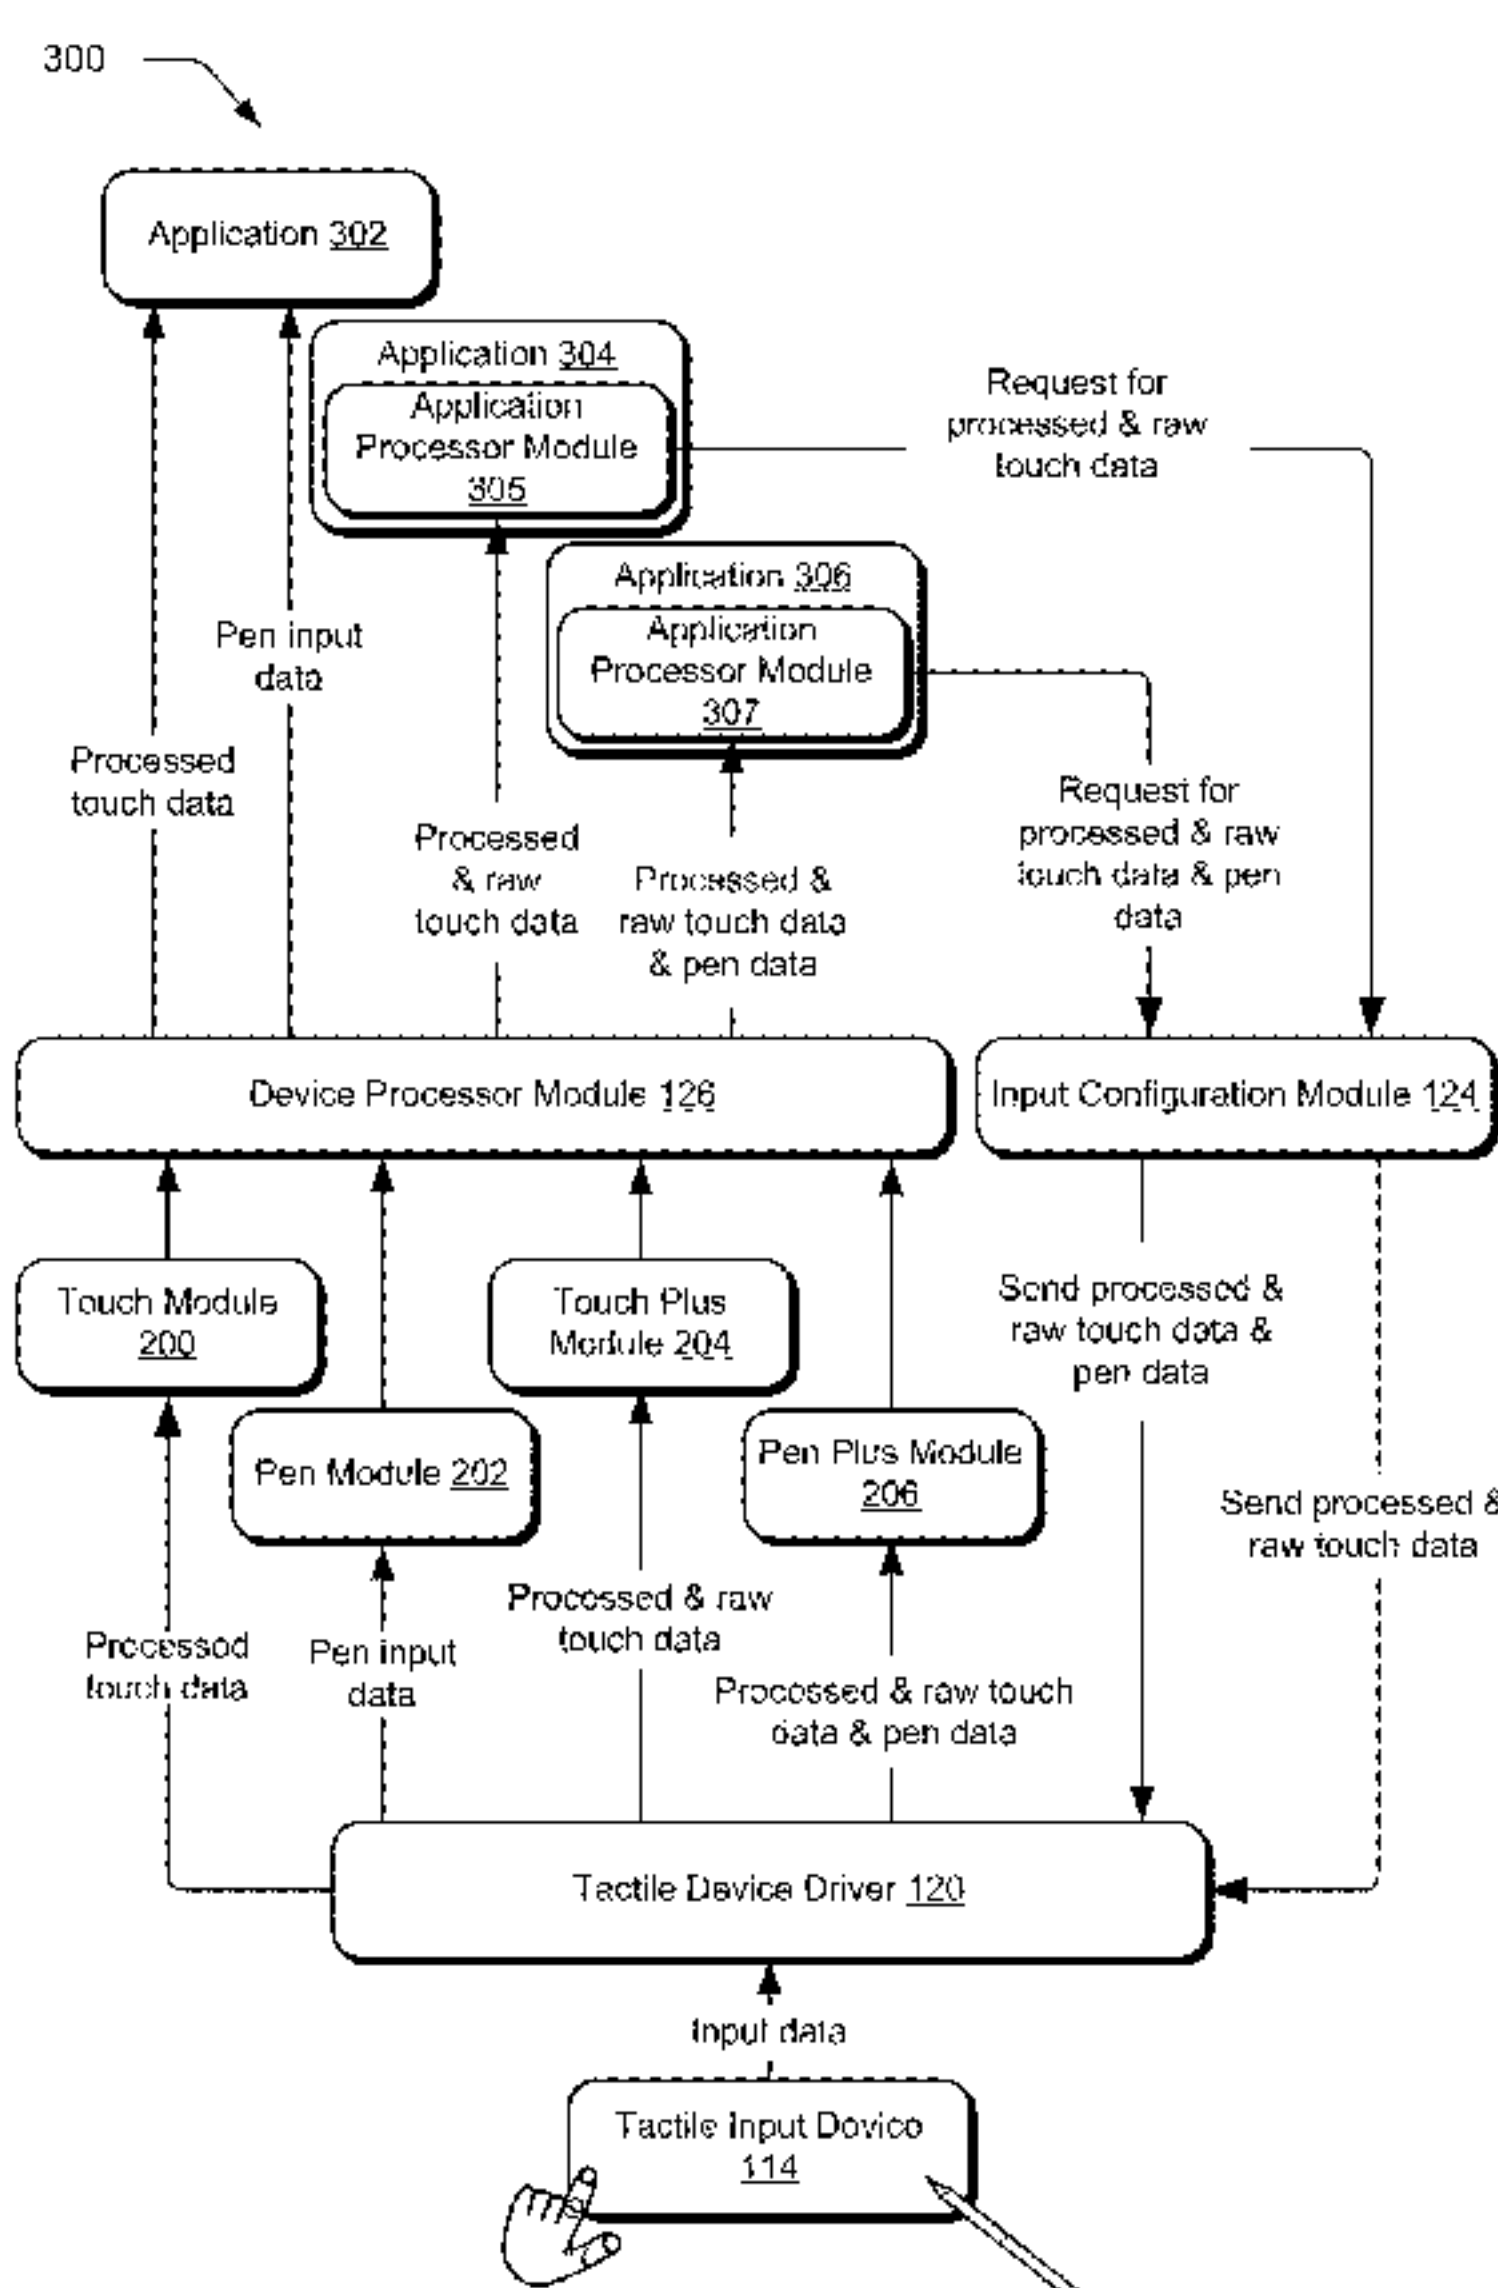 300
Application 302
Application 304
Application
Processor Module
305
Request for
processed & raw
touch data
Application 306
Application
Processor Module
307
Pen input
data
Processed
touch data
Processed
& raw
touch data
Processed &
raw touch data
& pen data
Request for
processed & raw
touch data & pen
data
Device Processor Module 126
Input Configuration Module 124
Touch Module
200
Touch Plus
Module 204
Send processed &
raw touch data &
pen data
Pen Module 202
Pen Plus Module
206
Send processed &
raw touch data
Processed & raw
touch data
Processed
touch data
Pen input
data
Processed & raw touch
data & pen data
Tactile Device Driver 120
Input data
Tactile Input Device
114